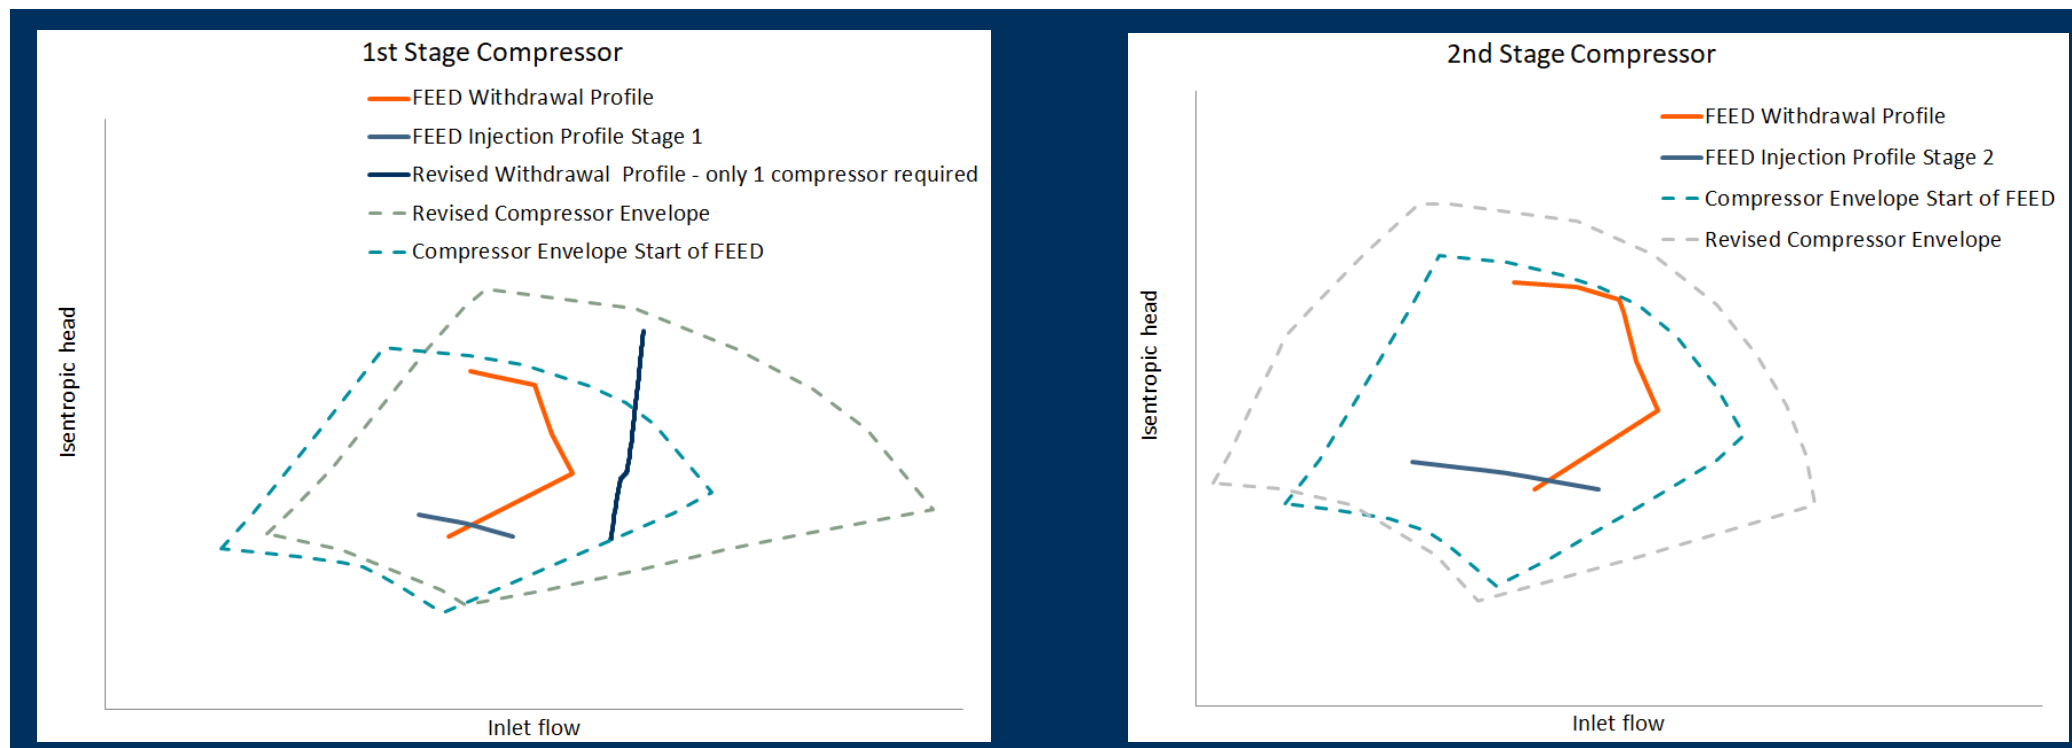 1st Stage Compressor
FEED Withdrawal Profile
FEED Injection Profile Stage 1
Revised Withdrawal  Profile - only 1 compressor required
Revised Compressor Envelope
Compressor Envelope Start of FEED
Isentropic head
Inlet flow
2nd Stage Compressor
FEED Withdrawal Profile
FEED Injection Profile Stage 2
Compressor Envelope Start of FEED
Revised Compressor Envelope
Isentropic head
Inlet flow